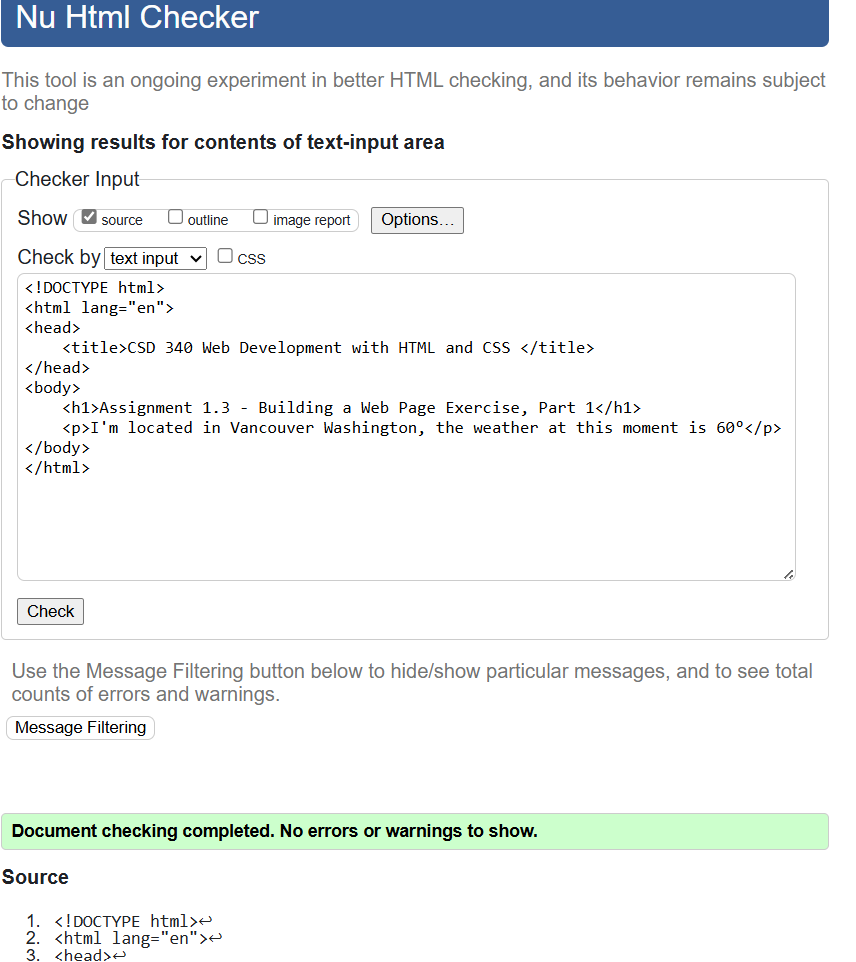 Nu Html Checker
This tool is an ongoing experiment in better HTML checking, and its behavior remains subject
to change
Showing results for contents of text-input area
Checker Input
Show source outline image report Options...
Check by text input CSS
<!DOCTYPE html>
<html lang="en">
<head>
    <title>CSD 340 Web Development with HTML and CSS </title>
</head>
<body>
    <h1>Assignment 1.3 - Building a Web Page Exercise, Part 1</h1>
    <p>I'm located in Vancouver Washington, the weather at this moment is 60º</p>
</body>
</html>
Check
Use the Message Filtering button below to hide/show particular messages, and to see total
counts of errors and warnings.
Message Filtering
Document checking completed. No errors or warnings to show.
Source
1. <!DOCTYPE html>↩
2. <html lang="en">↩
3. <head>↩